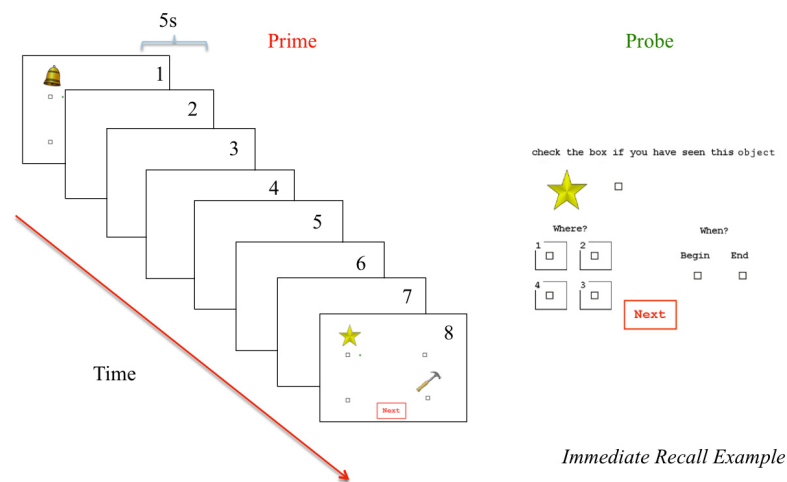 5s
Prime
Probe
1
2
3
4
5
6
7
8
Next
Time
check the box if you have seen this object
Where?
When?
1
2
Begin End
4
3
Next
Immediate Recall Example